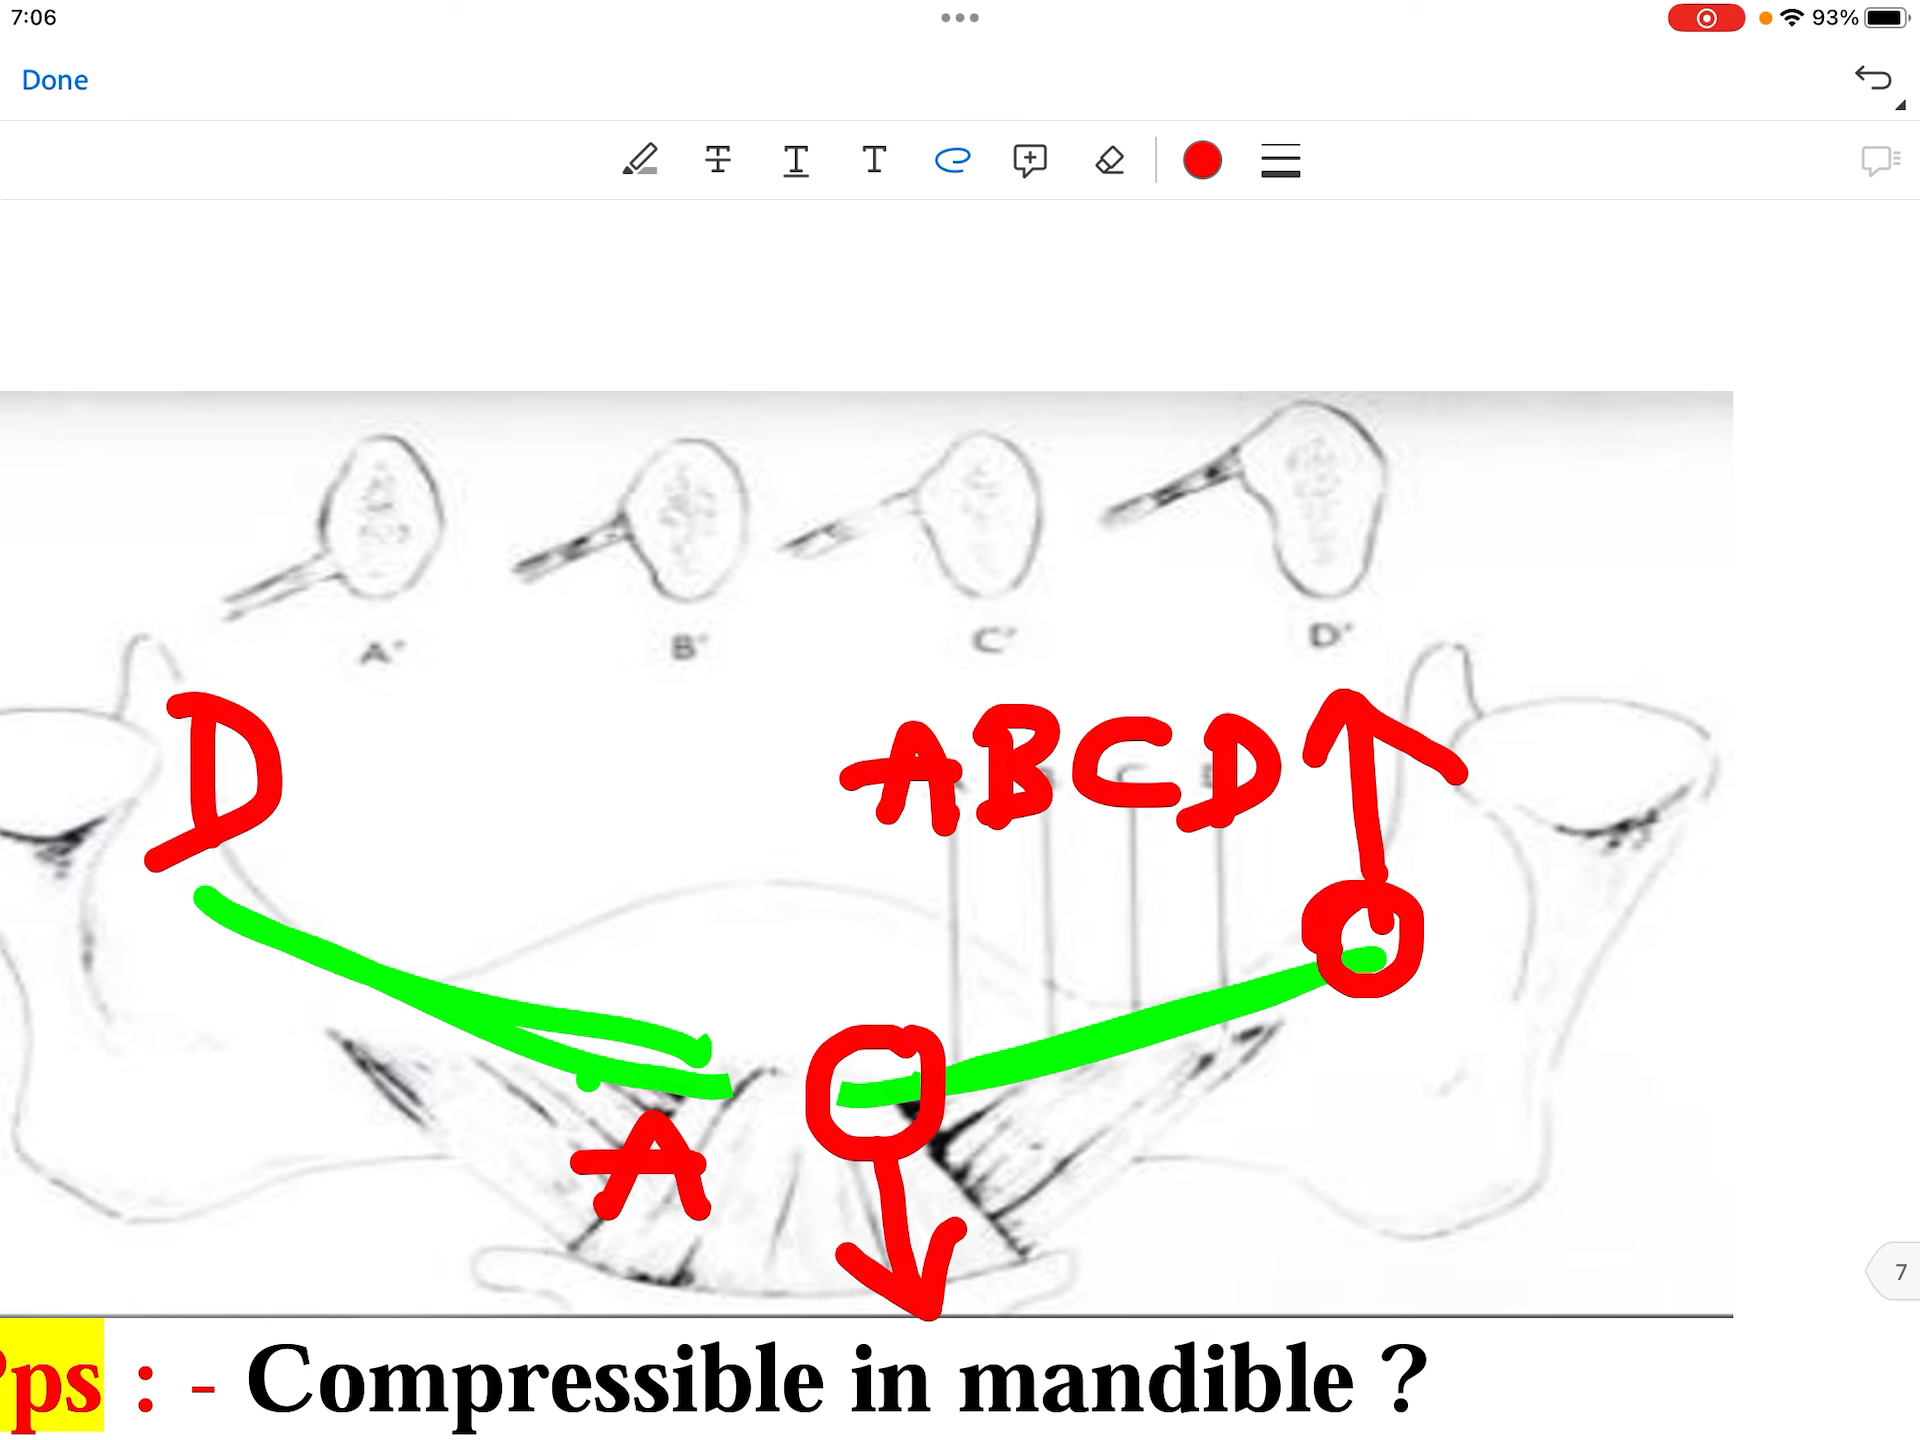 7:06
93%
Done
T T T
A' B' C' D'
D
ABCD
A
7
ps : - Compressible in mandible ?